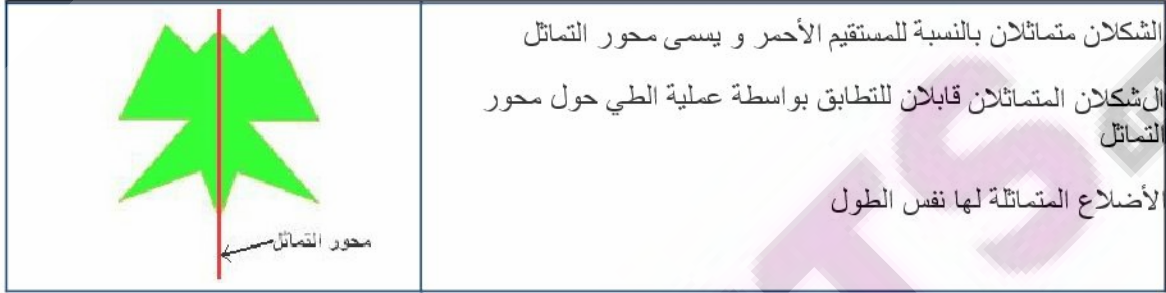 الشكلان متماثلان بالنسبة للمستقيم الأحمر و يسمى محور التماثل
الشكلان المتماثلان قابلان للتطابق بواسطة عملية الطي حول محور
التماثل
الأضلاع المتماثلة لها نفس الطول
محور التماثل